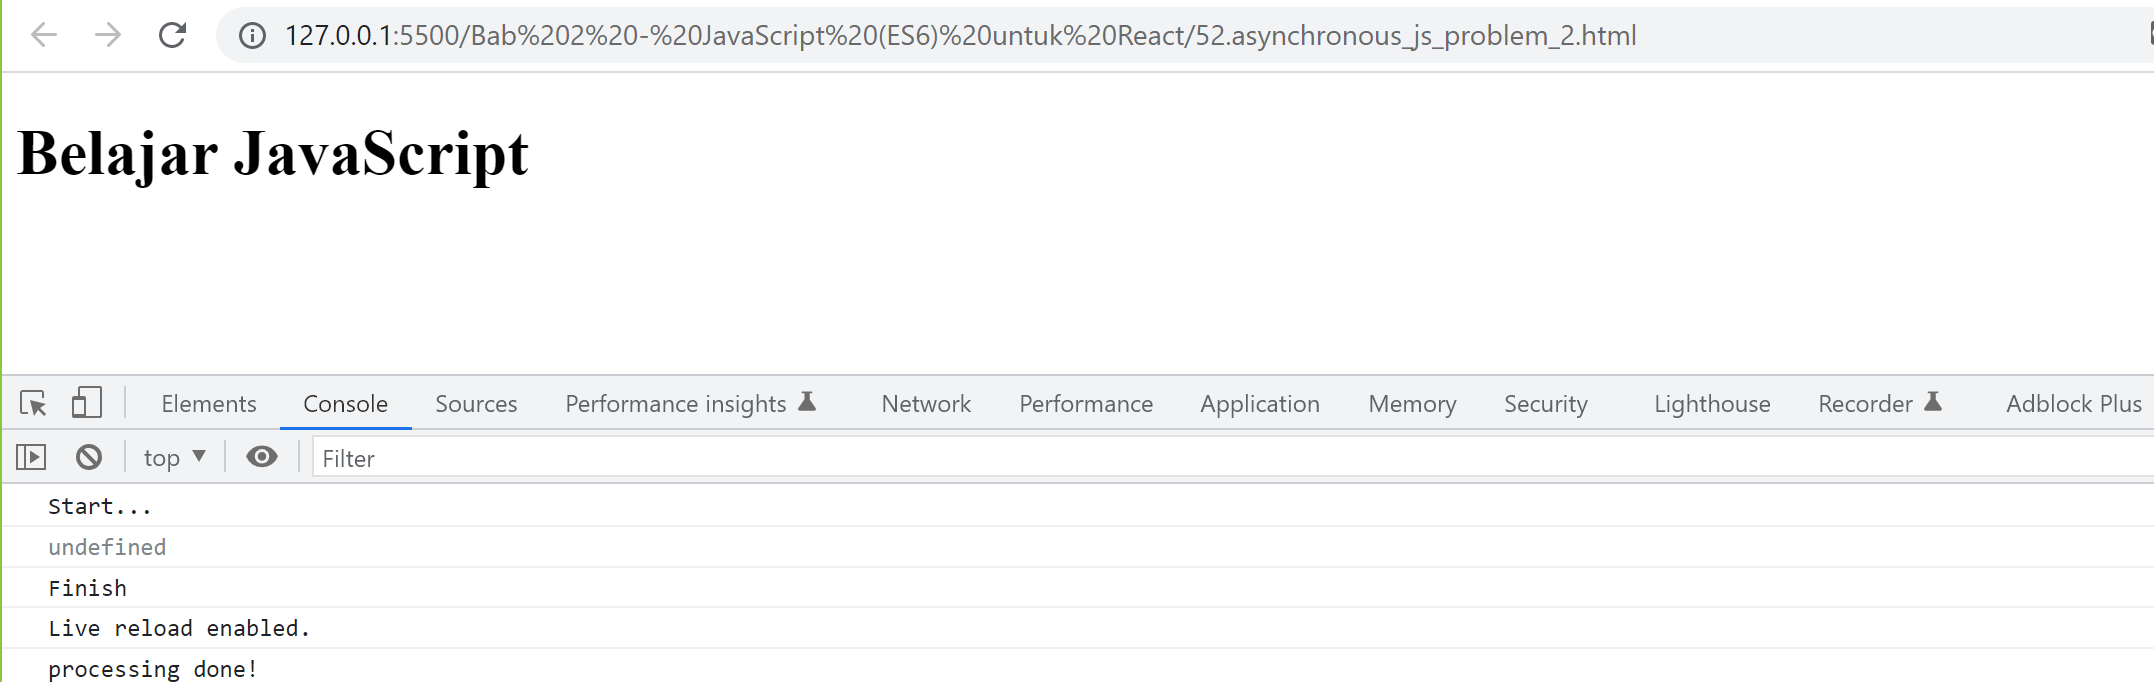 127.0.0.1:5500/Bab%202%20-%20JavaScript%20(ES6)%20untuk%20React/52.asynchronous_js_problem_2.html
Belajar JavaScript
Elements Console Sources Performance insights Network Performance Application Memory Security Lighthouse Recorder Adblock Plus
top Filter
Start...
undefined
Finish
Live reload enabled.
processing done!